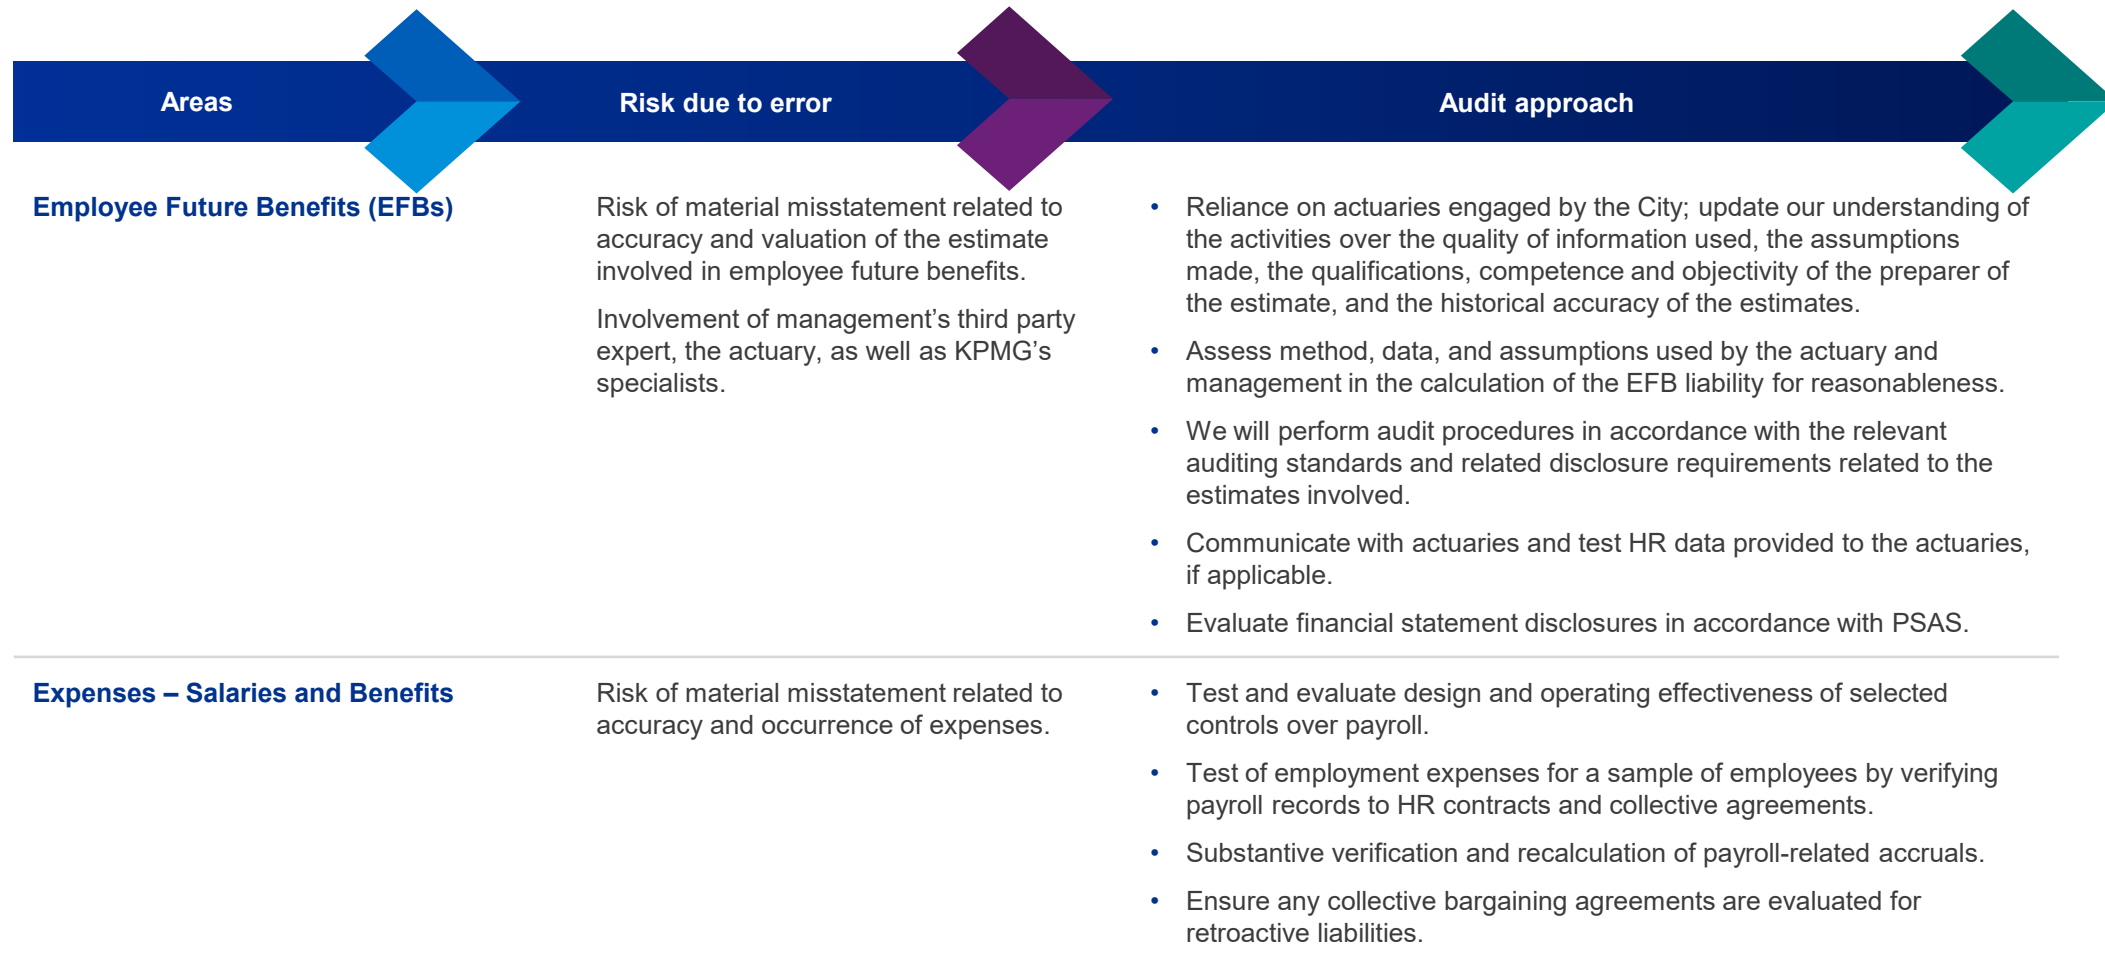 Areas
Risk due to error
Audit approach
Employee Future Benefits (EFBs)
Risk of material misstatement related to
accuracy and valuation of the estimate
involved in employee future benefits.
Involvement of management’s third party
expert, the actuary, as well as KPMG’s
specialists.
• Reliance on actuaries engaged by the City; update our understanding of
the activities over the quality of information used, the assumptions
made, the qualifications, competence and objectivity of the preparer of
the estimate, and the historical accuracy of the estimates.
• Assess method, data, and assumptions used by the actuary and
management in the calculation of the EFB liability for reasonableness.
• We will perform audit procedures in accordance with the relevant
auditing standards and related disclosure requirements related to the
estimates involved.
• Communicate with actuaries and test HR data provided to the actuaries,
if applicable.
• Evaluate financial statement disclosures in accordance with PSAS.
Expenses – Salaries and Benefits
Risk of material misstatement related to
accuracy and occurrence of expenses.
• Test and evaluate design and operating effectiveness of selected
controls over payroll.
• Test of employment expenses for a sample of employees by verifying
payroll records to HR contracts and collective agreements.
• Substantive verification and recalculation of payroll-related accruals.
• Ensure any collective bargaining agreements are evaluated for
retroactive liabilities.